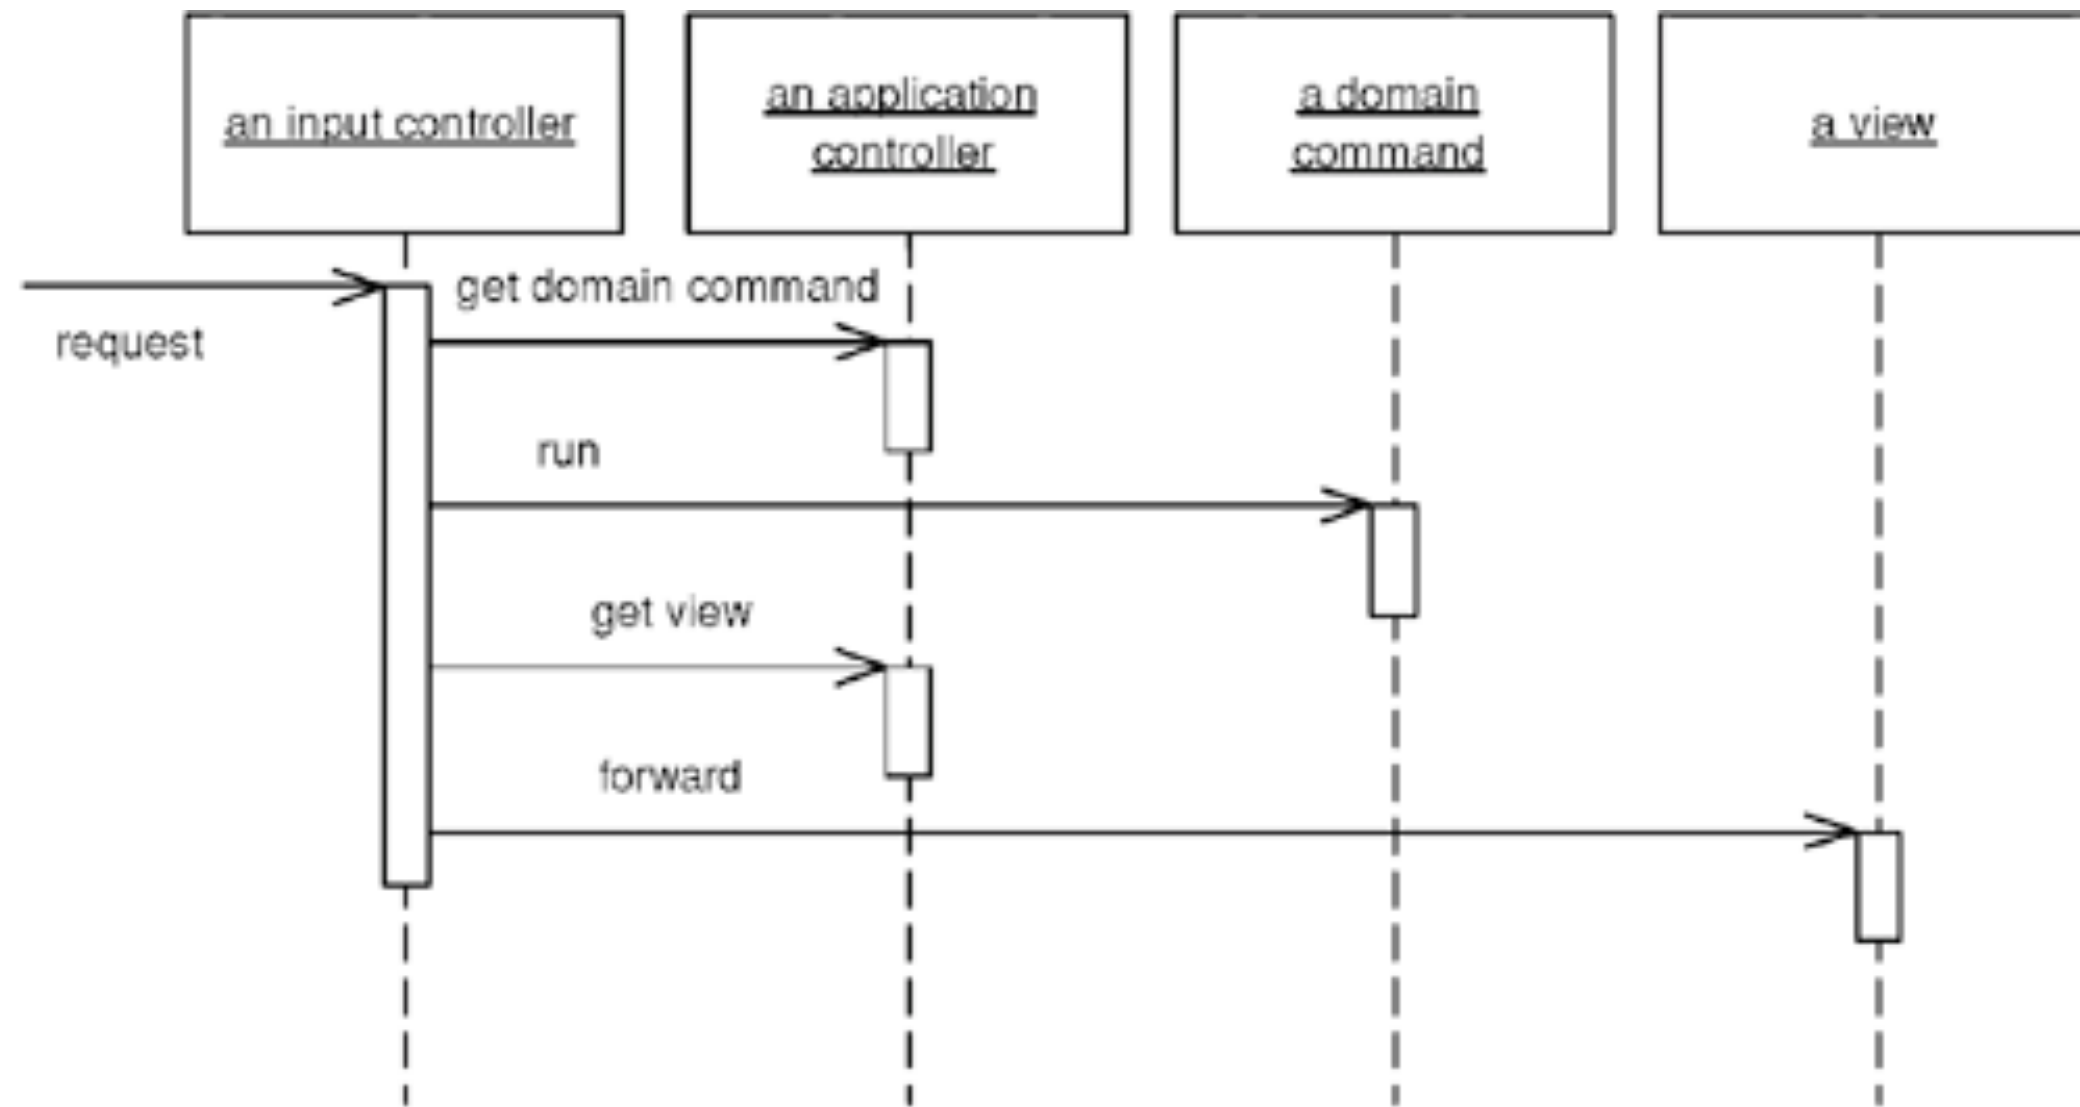 an input controller
an application
controller
a domain
command
a view
get domain command
request
run
get view
forward